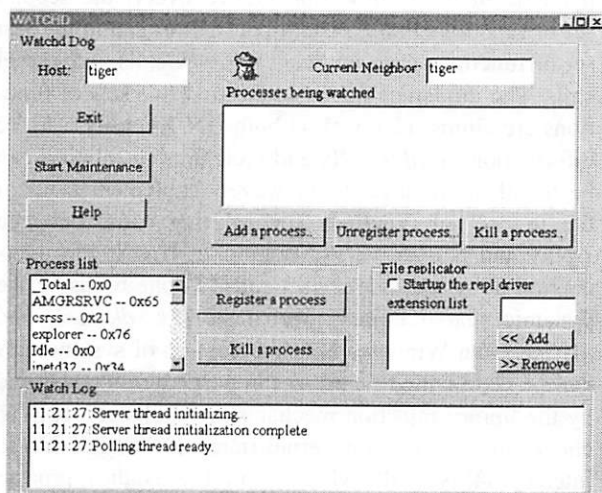 WATCHD
Watchd Dog
Host: tiger
Current Neighbor: tiger
Processes being watched
Exit
Start Maintenance
Help
Add a process..
Unregister process..
Kill a process..
Process list
_Total -- 0x0
AMGRSRVC -- 0x65
csrss -- 0x21
explorer -- 0x76
Idle -- 0x0
inetd32 -- 0x34
Register a process
Kill a process
File replicator
Startup the repl driver
extension list
<< Add
>> Remove
Watch Log
11:21:27:Server thread initializing.
11:21:27:Server thread initialization complete
11:21:27:Polling thread ready.